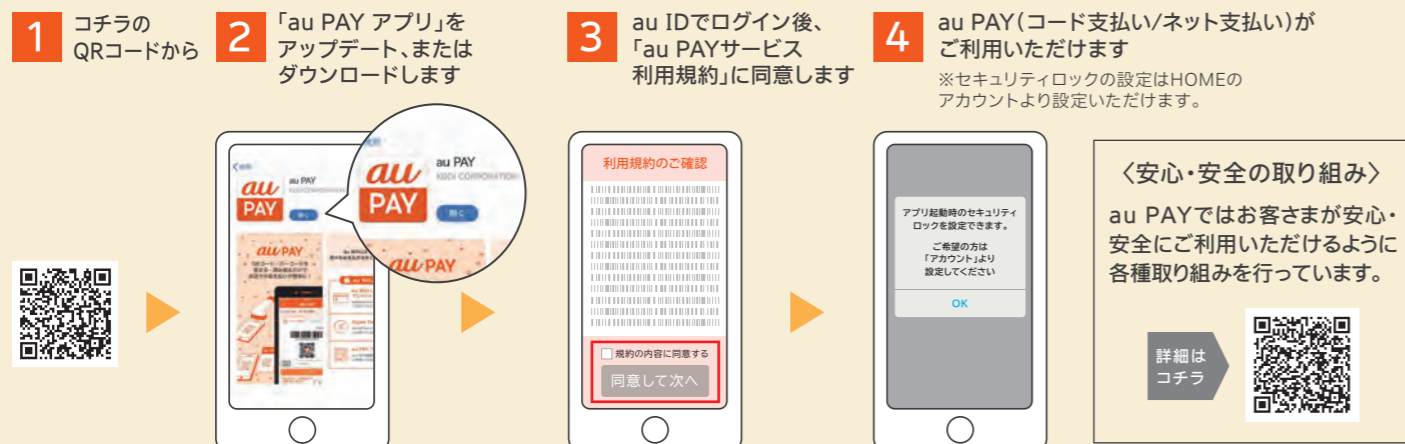 1
コチラの
QRコードから
2
「au PAY アプリ」を
アップデート、または
ダウンロードします
3
au IDでログイン後、
「au PAYサービス
利用規約」に同意します
4
au PAY（コード支払い/ネット支払い）が
ご利用いただけます
※セキュリティロックの設定はHOMEの
アカウントより設定いただけます。
au
PAY
au PAY
開く
au PAY
au
PAY
au PAY
KDDI CORPORATION
開く
au PAY
利用規約のご確認
規約の内容に同意する
同意して次へ
アプリ起動時のセキュリティ
ロックを設定できます。
ご希望の方は
「アカウント」より
設定してください
OK
〈安心・安全の取り組み〉
au PAYではお客さまが安心・
安全にご利用いただけるように
各種取り組みを行っています。
詳細は
コチラ